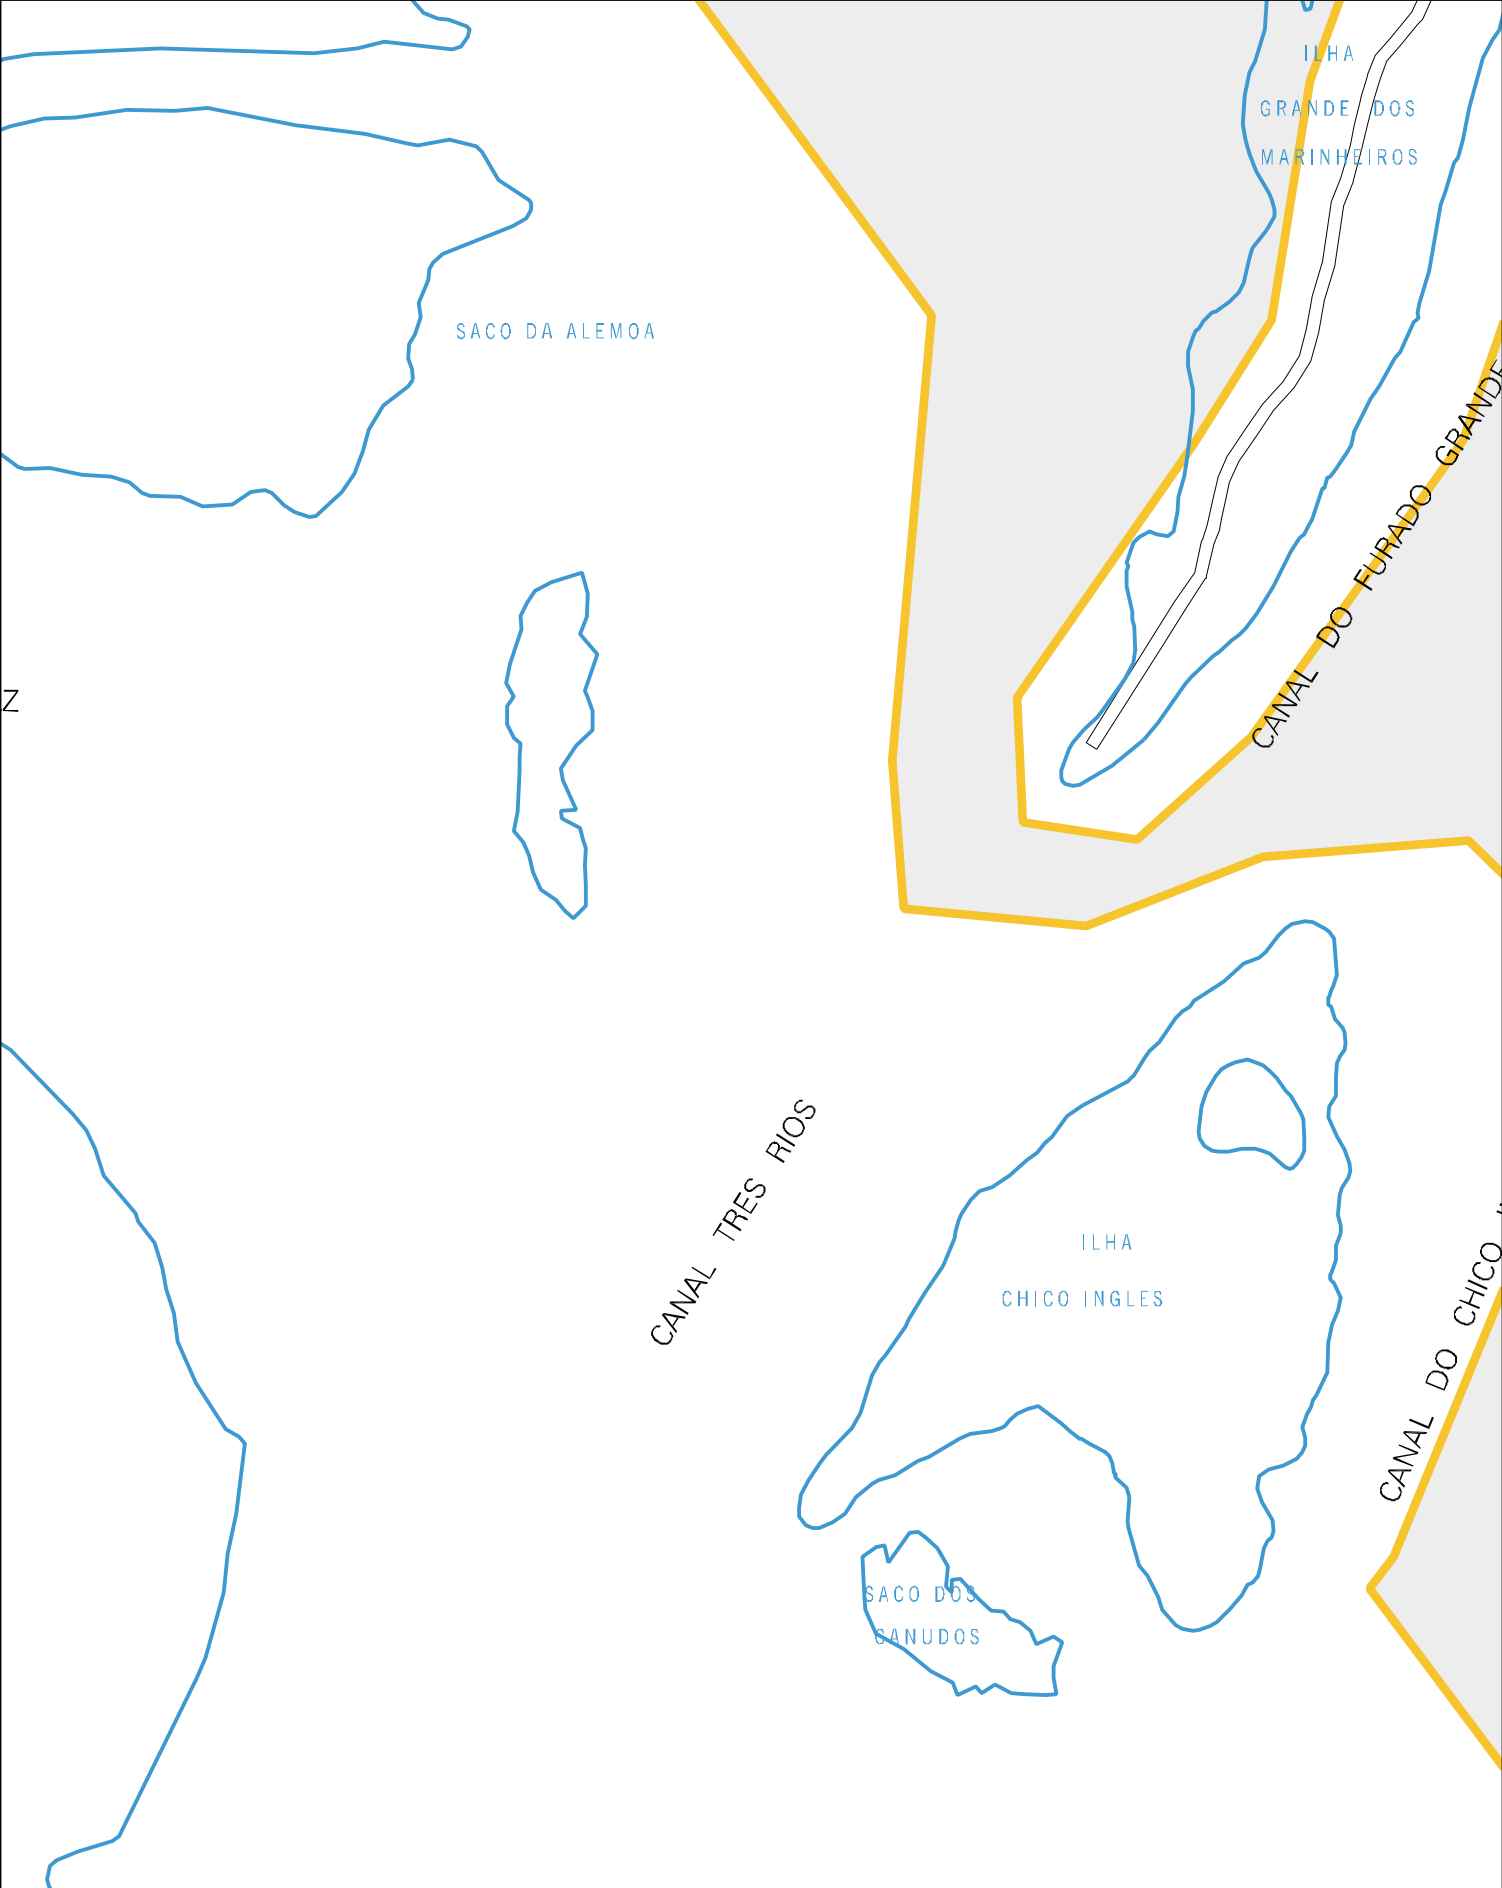 ILHA
GRANDE DOS
MARINHEIROS
SACO DA ALEMOA
CANAL DO FURADO GRANDE
Z
CANAL TRES RIOS
ILHA
CHICO INGLES
CANAL DO CHICO
SACO DOS
CANUDOS